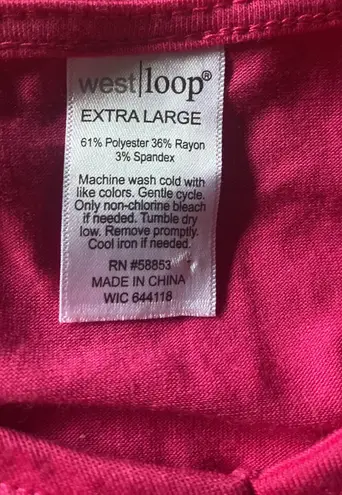 west|loop®
EXTRA LARGE
61% Polyester 36% Rayon
3% Spandex
Machine wash cold with
like colors. Gentle cycle.
Only non-chlorine bleach
if needed. Tumble dry
low. Remove promptly.
Cool iron if needed.
RN #58853
MADE IN CHINA
WIC 644118